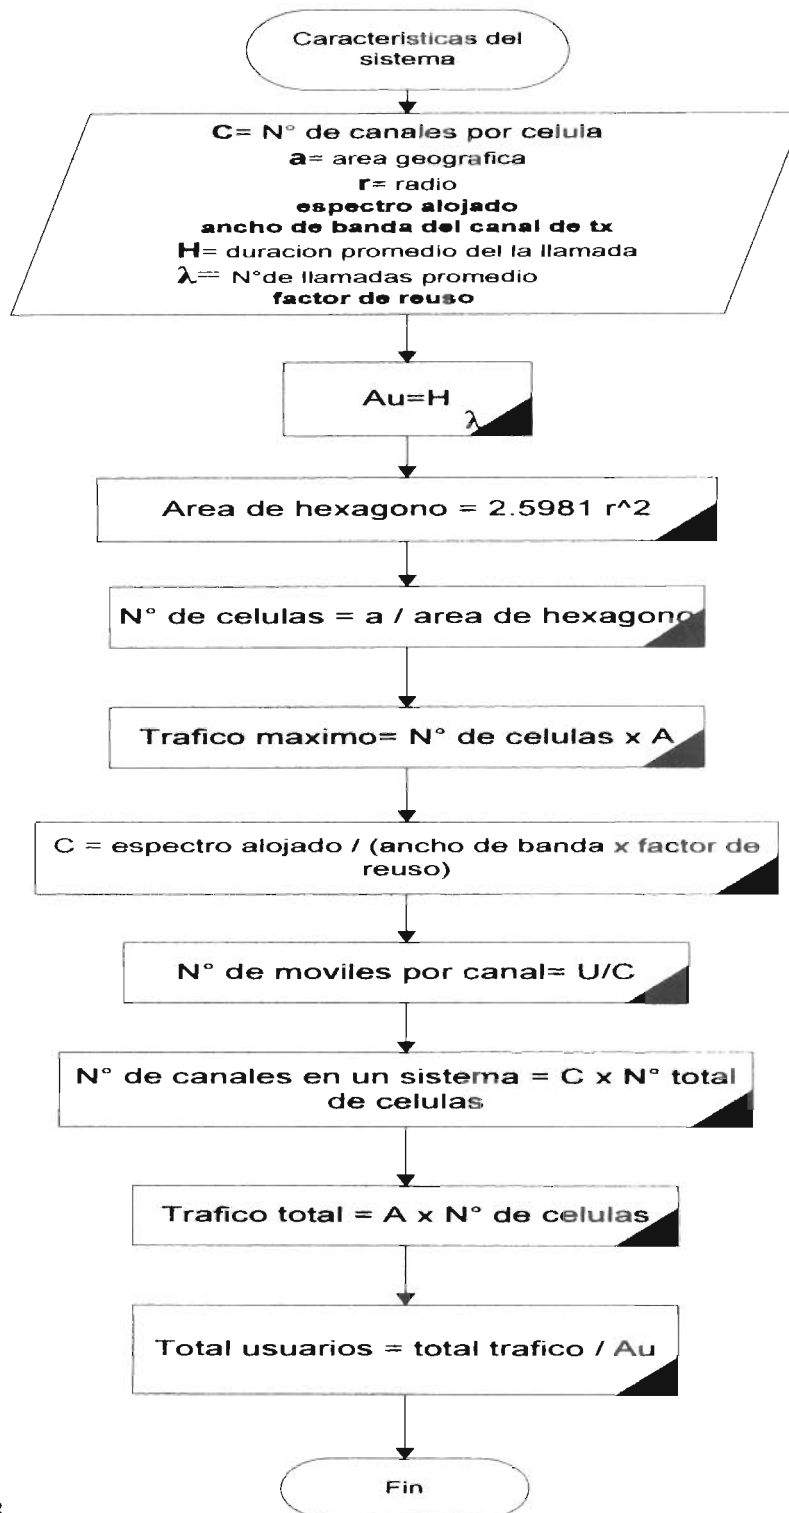 Caracteristicas del
sistema
C= N° de canales por celula
a= area geografica
r= radio
espectro alojado
ancho de banda del canal de tx
H= duracion promedio del la llamada
λ= N°de llamadas promedio
factor de reuso
Au=H
λ
Area de hexagono = 2.5981 r^2
N° de celulas = a / area de hexagono
Trafico maximo= N° de celulas x A
C = espectro alojado / (ancho de banda x factor de
reuso)
N° de moviles por canal= U/C
N° de canales en un sistema = C x N° total
de celulas
Trafico total = A x N° de celulas
Total usuarios = total trafico / Au
Fin